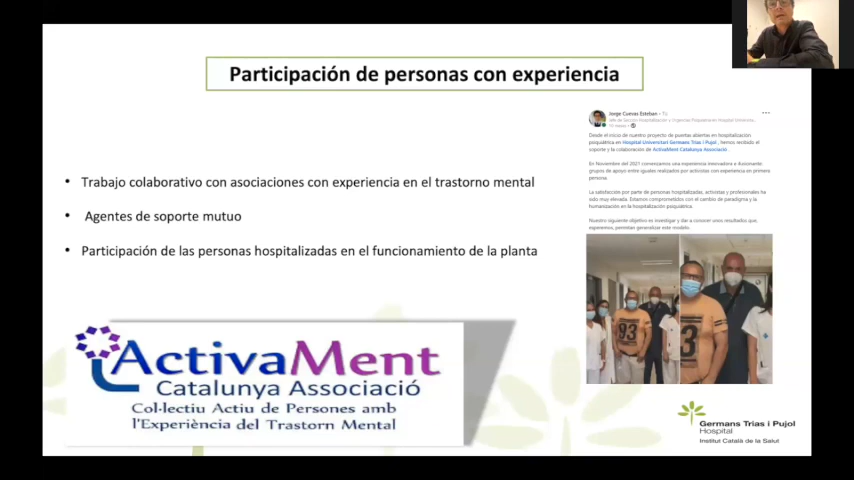 Participación de personas con experiencia
Jorge Cuevas Esteban
Desde el inicio de nuestro proyecto de puertas abiertas en hospitalización
psiquiátrica en Hospital Universitari Germans Trias i Pujol, hemos recibido el
soporte y la colaboración de ActivaMent Catalunya Associació.
En Noviembre del 2021 comenzamos una experiencia innovadora e ilusionante:
grupos de apoyo entre iguales realizados por activistas con experiencia en primera
persona.
La satisfacción por parte de personas hospitalizadas, activistas y profesionales ha
sido muy elevada. Estamos comprometidos con el cambio de paradigma y la
humanización en la hospitalización psiquiátrica.
Nuestro siguiente objetivo es investigar y dar a conocer unos resultados que,
esperemos, permitan generalizar este modelo.
• Trabajo colaborativo con asociaciones con experiencia en el trastorno mental
• Agentes de soporte mutuo
• Participación de las personas hospitalizadas en el funcionamiento de la planta
93
3
ActivaMent
Catalunya Associació
Col·lectiu Actiu de Persones amb
l'Experiència del Trastorn Mental
Germans Trias i Pujol
Hospital
Institut Català de la Salut